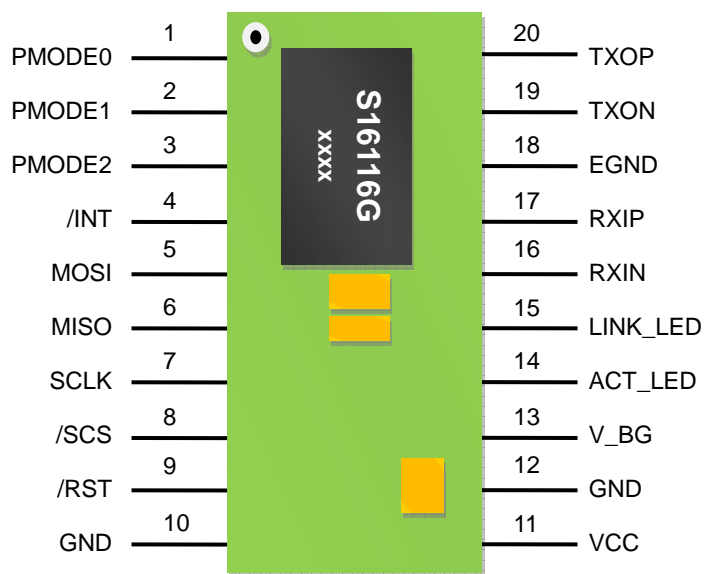 1
PMODE0
2
PMODE1
3
PMODE2
4
/INT
5
MOSI
6
MISO
7
SCLK
8
/SCS
9
/RST
10
GND
S16116G
xxxx
20
TXOP
19
TXON
18
EGND
17
RXIP
16
RXIN
15
LINK_LED
14
ACT_LED
13
V_BG
12
GND
11
VCC